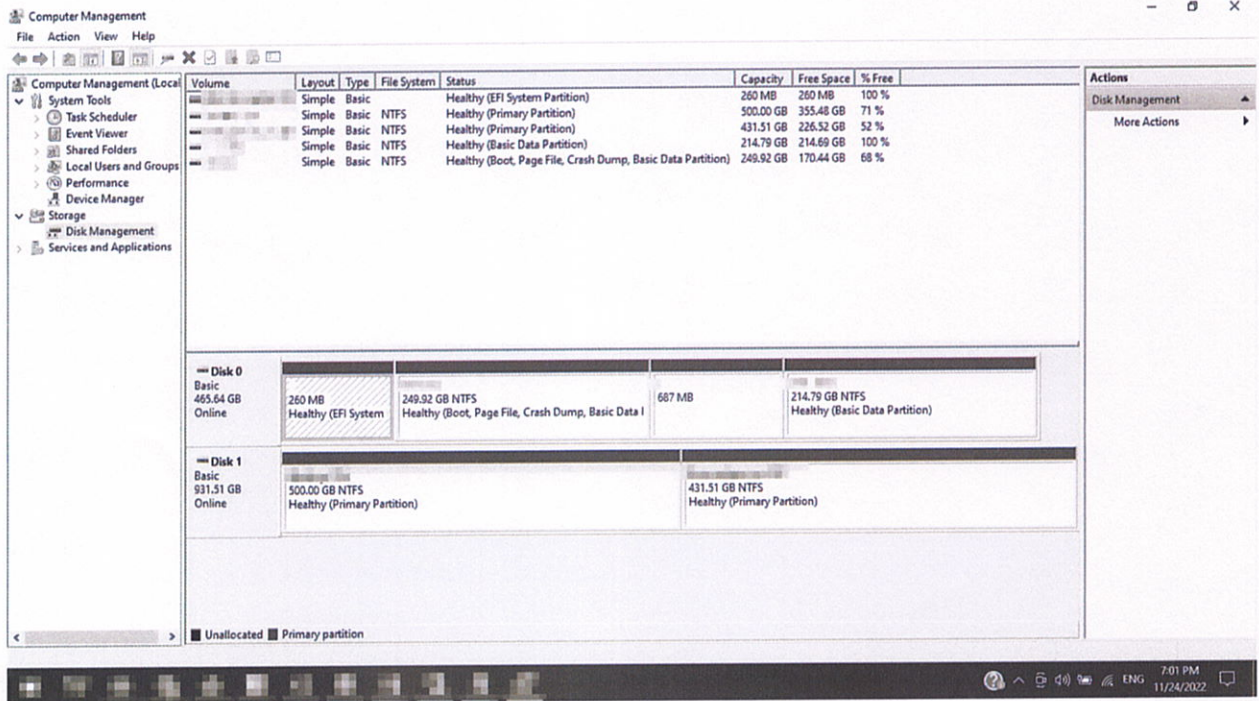 Computer Management
File Action View Help
Computer Management (Local
System Tools
Task Scheduler
Event Viewer
Shared Folders
Local Users and Groups
Performance
Device Manager
Storage
Disk Management
Services and Applications
Volume Layout Type File System Status Capacity Free Space % Free
Simple Basic Healthy (EFI System Partition) 260 MB 260 MB 100 %
Simple Basic NTFS Healthy (Primary Partition) 500.00 GB 355.48 GB 71 %
Simple Basic NTFS Healthy (Primary Partition) 431.51 GB 226.52 GB 52 %
Simple Basic NTFS Healthy (Basic Data Partition) 214.79 GB 214.69 GB 100 %
Simple Basic NTFS Healthy (Boot, Page File, Crash Dump, Basic Data Partition) 249.92 GB 170.44 GB 68 %
Disk 0
Basic
465.64 GB
Online
260 MB
Healthy (EFI System
249.92 GB NTFS
Healthy (Boot, Page File, Crash Dump, Basic Data I
687 MB
214.79 GB NTFS
Healthy (Basic Data Partition)
Disk 1
Basic
931.51 GB
Online
500.00 GB NTFS
Healthy (Primary Partition)
431.51 GB NTFS
Healthy (Primary Partition)
Unallocated Primary partition
Actions
Disk Management
More Actions
ENG
7:01 PM
11/24/2022